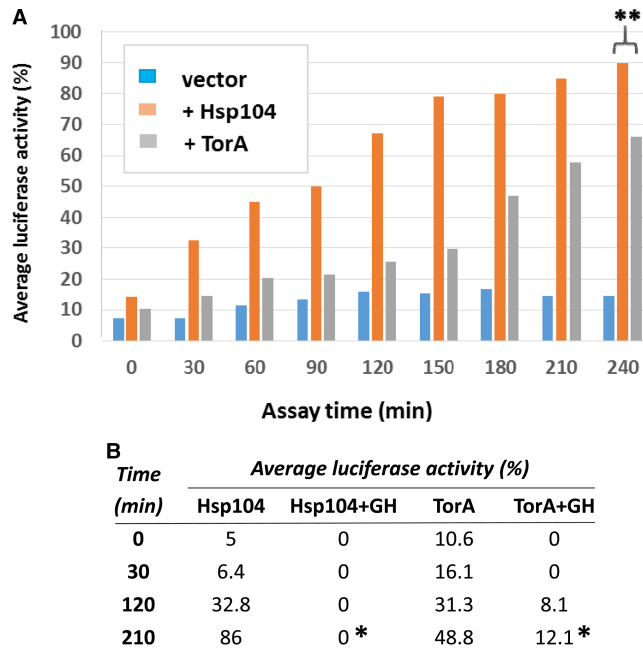 A
**
Average luciferase activity (%)
100
90
80
70
60
50
40
30
20
10
0
vector
+ Hsp104
+ TorA
0 30 60 90 120 150 180 210 240
Assay time (min)
B
Time (min) Average luciferase activity (%)
Hsp104 Hsp104+GH TorA TorA+GH
0 5 0 10.6 0
30 6.4 0 16.1 0
120 32.8 0 31.3 8.1
210 86 0 * 48.8 12.1 *